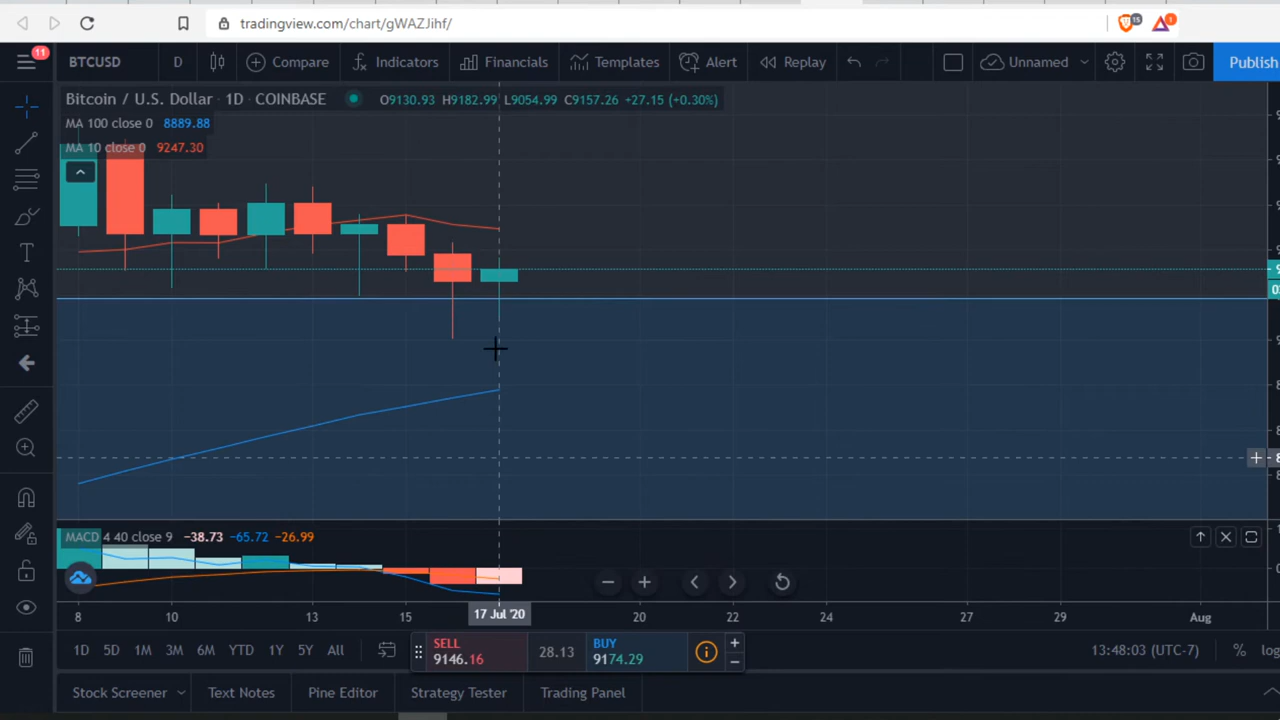 tradingview.com/chart/gWAZJihf/
15
1
11
BTCUSD D Compare Indicators Financials Templates Alert Replay Unnamed Publish
Bitcoin / U.S. Dollar · 1D · COINBASE O9130.93 H9182.99 L9054.99 C9157.26 +27.15 (+0.30%)
MA 100 close 0 8889.88
MA 10 close 0 9247.30
MACD 4 40 close 9 −38.73 −65.72 −26.99
8 10 13 15 17 Jul '20 20 22 24 27 29 Aug
1D 5D 1M 3M 6M YTD 1Y 5Y All
SELL
9146.16
28.13
BUY
9174.29
13:48:03 (UTC-7) % log
Stock Screener Text Notes Pine Editor Strategy Tester Trading Panel